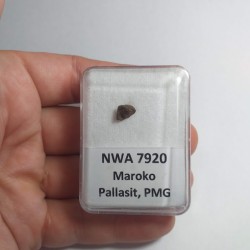 NWA 7920
Maroko
Pallasit, PMG